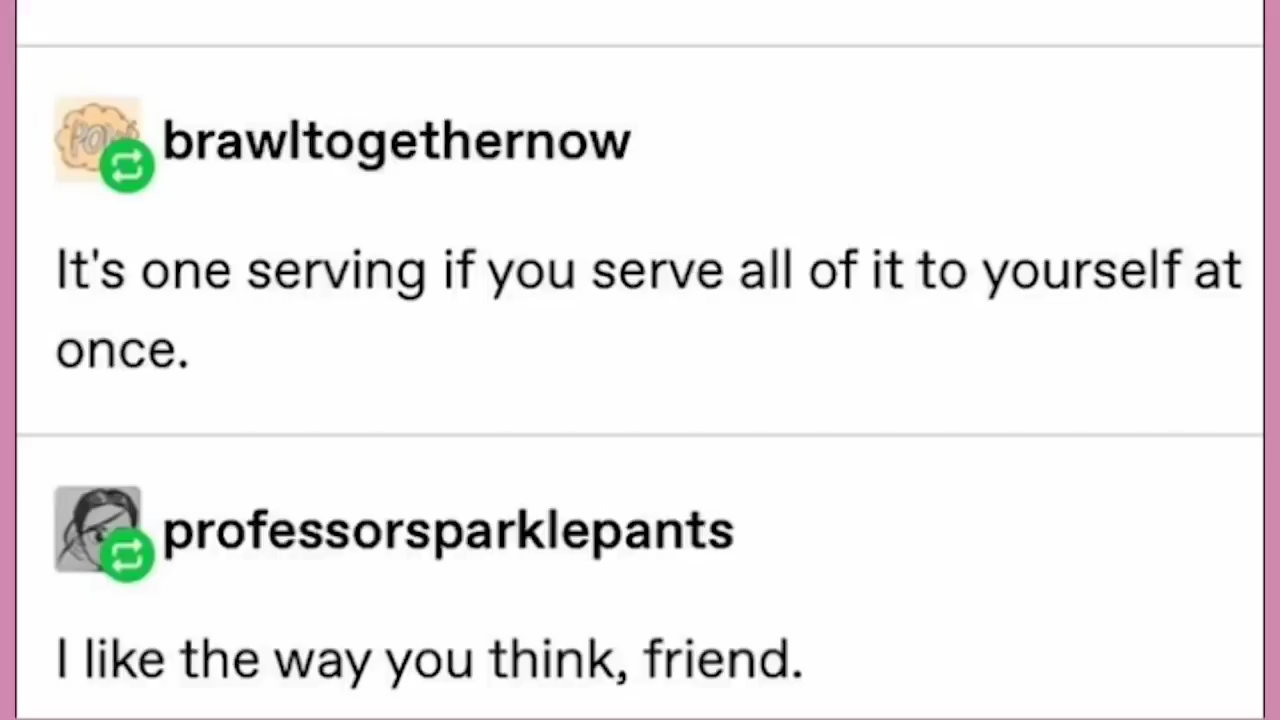 POW!
brawltogethernow
It's one serving if you serve all of it to yourself at
once.
professorsparklepants
I like the way you think, friend.